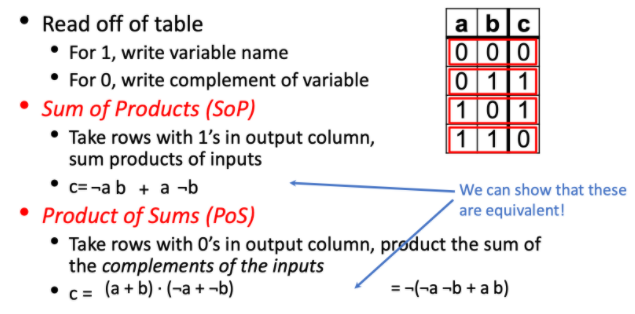 • Read off of table
• For 1, write variable name
• For 0, write complement of variable
• Sum of Products (SoP)
• Take rows with 1's in output column,
sum products of inputs
• c= ¬a b + a ¬b
• Product of Sums (PoS)
• Take rows with 0's in output column, product the sum of
the complements of the inputs
• c = (a + b) · (¬a + ¬b) = ¬(¬a ¬b + a b)
a b c
0 0 0
0 1 1
1 0 1
1 1 0
We can show that these
are equivalent!